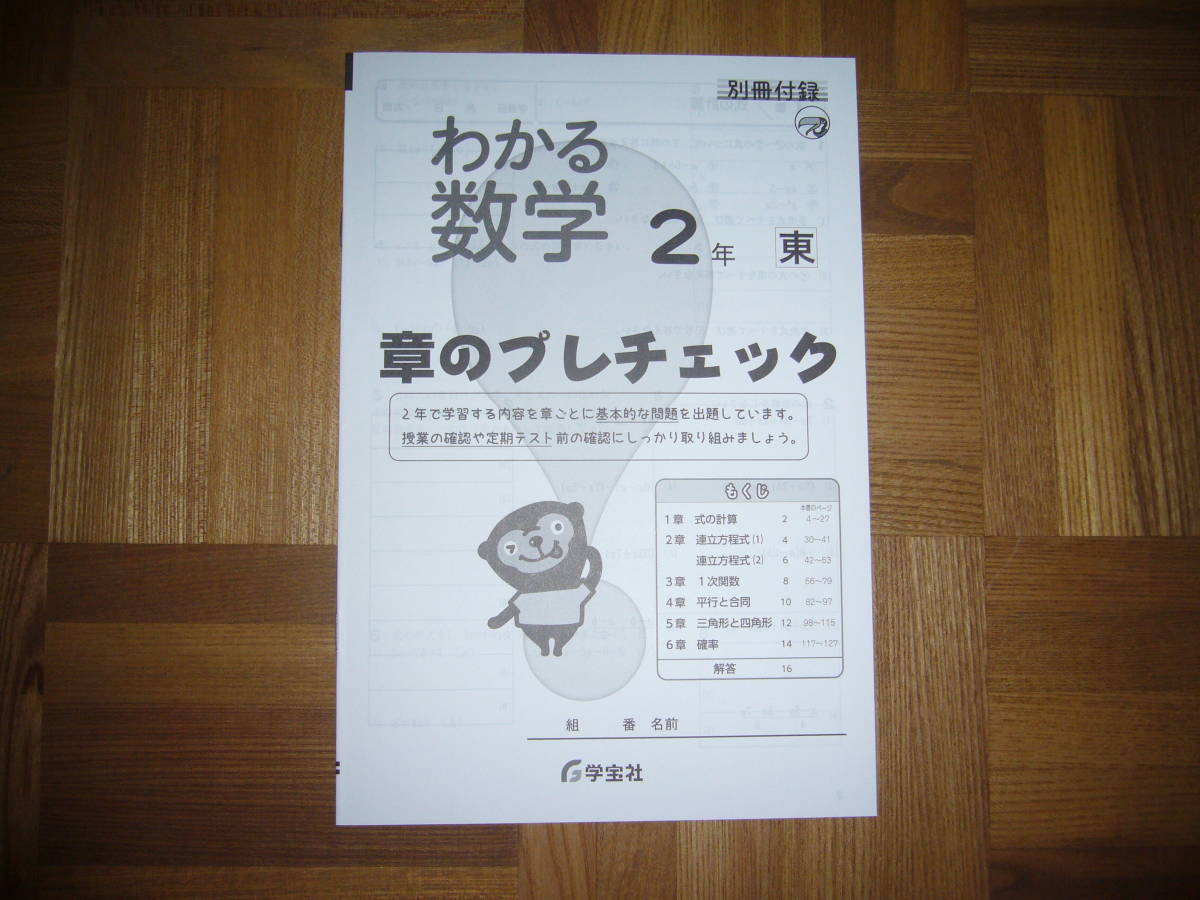 別冊付録
わかる
数学 2年 東
章のプレチェック
2年で学習する内容を章ごとに基本的な問題を出題しています。
授業の確認や定期テスト前の確認にしっかり取り組みましょう。
もくじ
本書のページ
1章 式の計算 2 4〜27
2章 連立方程式(1) 4 30〜41
連立方程式(2) 6 42〜53
3章 1次関数 8 56〜79
4章 平行と合同 10 82〜97
5章 三角形と四角形 12 98〜115
6章 確率 14 117〜127
解答 16
組 番 名前
学宝社